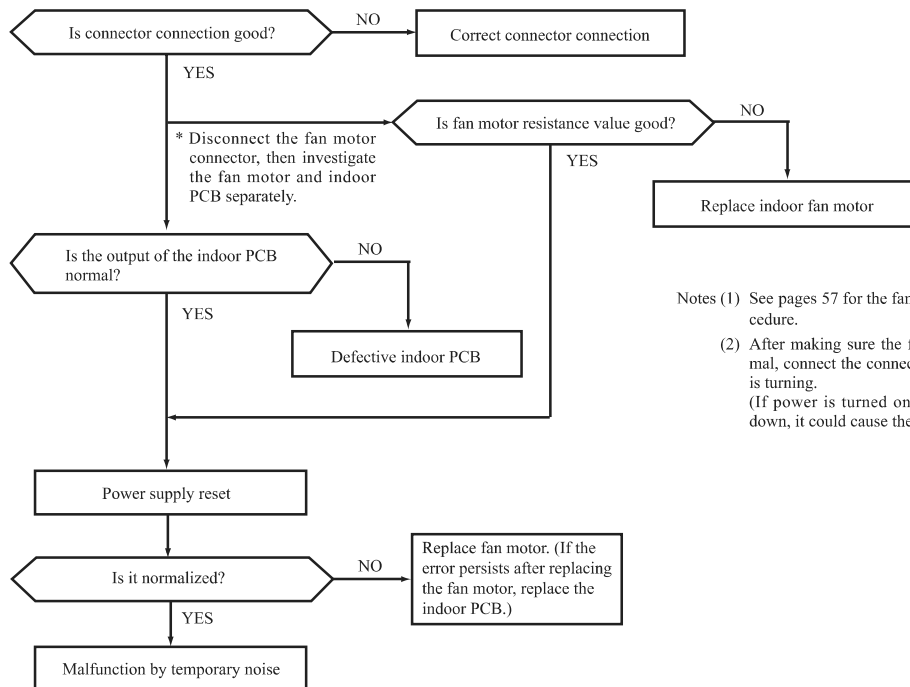 Is connector connection good?
NO
Correct connector connection
YES
* Disconnect the fan motor
connector, then investigate
the fan motor and indoor
PCB separately.
Is fan motor resistance value good?
NO
YES
Replace indoor fan motor
Is the output of the indoor PCB
normal?
NO
YES
Defective indoor PCB
Notes (1) See pages 57 for the fan
cedure.
(2) After making sure the f
mal, connect the connec
is turning.
(If power is turned on
down, it could cause the
Power supply reset
Is it normalized?
NO
Replace fan motor. (If the
error persists after replacing
the fan motor, replace the
indoor PCB.)
YES
Malfunction by temporary noise